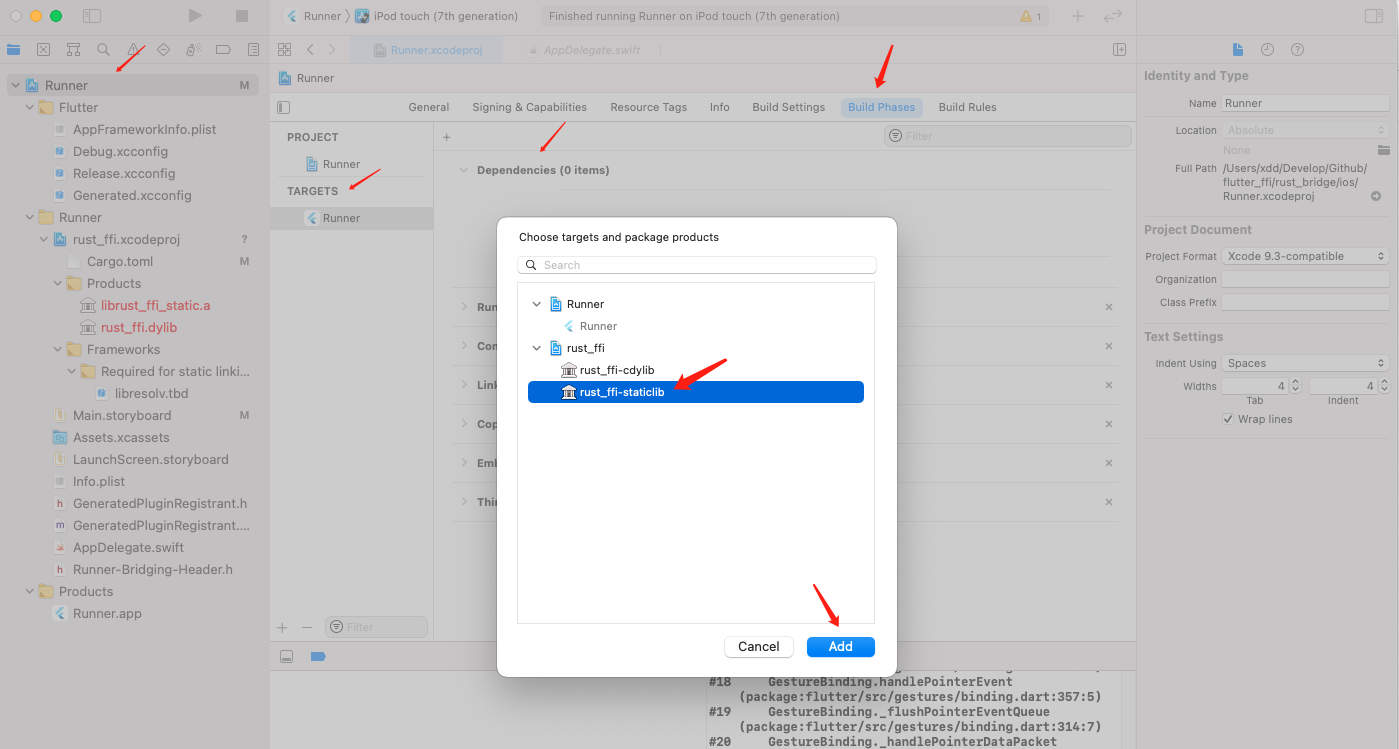 Runner
iPod touch (7th generation)
Finished running Runner on iPod touch (7th generation)
1
Runner.xcodeproj
AppDelegate.swift
Runner
M
Flutter
AppFrameworkInfo.plist
Debug.xcconfig
Release.xcconfig
Generated.xcconfig
Runner
rust_ffi.xcodeproj
?
Cargo.toml
M
Products
librust_ffi_static.a
rust_ffi.dylib
Frameworks
Required for static linki...
libresolv.tbd
Main.storyboard
M
Assets.xcassets
LaunchScreen.storyboard
Info.plist
GeneratedPluginRegistrant.h
GeneratedPluginRegistrant....
AppDelegate.swift
Runner-Bridging-Header.h
Products
Runner.app
Runner
General
Signing & Capabilities
Resource Tags
Info
Build Settings
Build Phases
Build Rules
PROJECT
Runner
TARGETS
Runner
Filter
Filter
Dependencies (0 items)
Run
Con
Link
Cop
Emb
Thi
Choose targets and package products
Search
Runner
Runner
rust_ffi
rust_ffi-cdylib
rust_ffi-staticlib
Cancel
Add
#18 GestureBinding.handlePointerEvent
(package:flutter/src/gestures/binding.dart:357:5)
#19 GestureBinding._flushPointerEventQueue
(package:flutter/src/gestures/binding.dart:314:7)
#20 GestureBinding._handlePointerDataPacket
Identity and Type
Name
Runner
Location
Absolute
None
Full Path
/Users/xdd/Develop/Github/
flutter_ffi/rust_bridge/ios/
Runner.xcodeproj
Project Document
Project Format
Xcode 9.3-compatible
Organization
Class Prefix
Text Settings
Indent Using
Spaces
Widths
4
4
Tab
Indent
Wrap lines